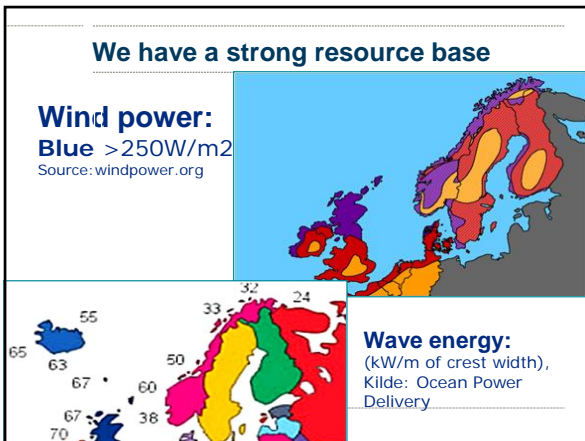 We have a strong resource base
Wind power:
Blue >250W/m2
Source:windpower.org
32
33
24
55
65
63
50
67
60
67
38
70
Wave energy:
(kW/m of crest width),
Kilde: Ocean Power
Delivery